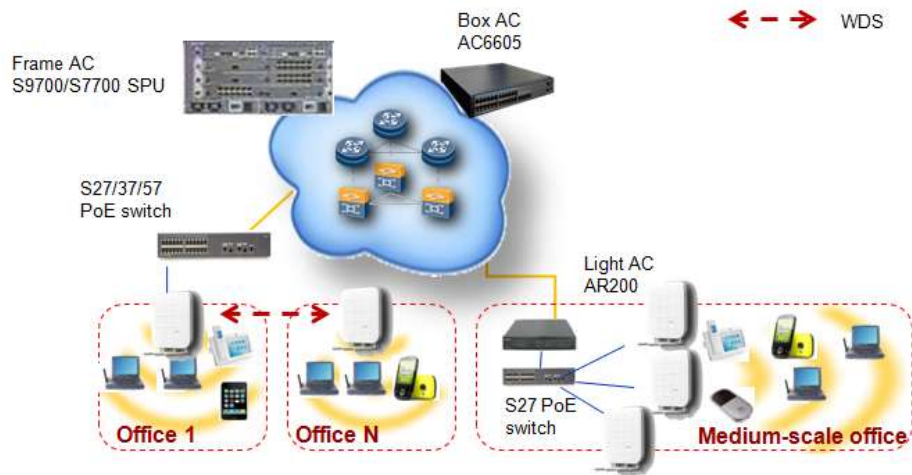 Box AC
AC6605
WDS
Frame AC
S9700/S7700 SPU
S27/37/57
PoE switch
Light AC
AR200
S27 PoE
switch
Office 1
Office N
Medium-scale office